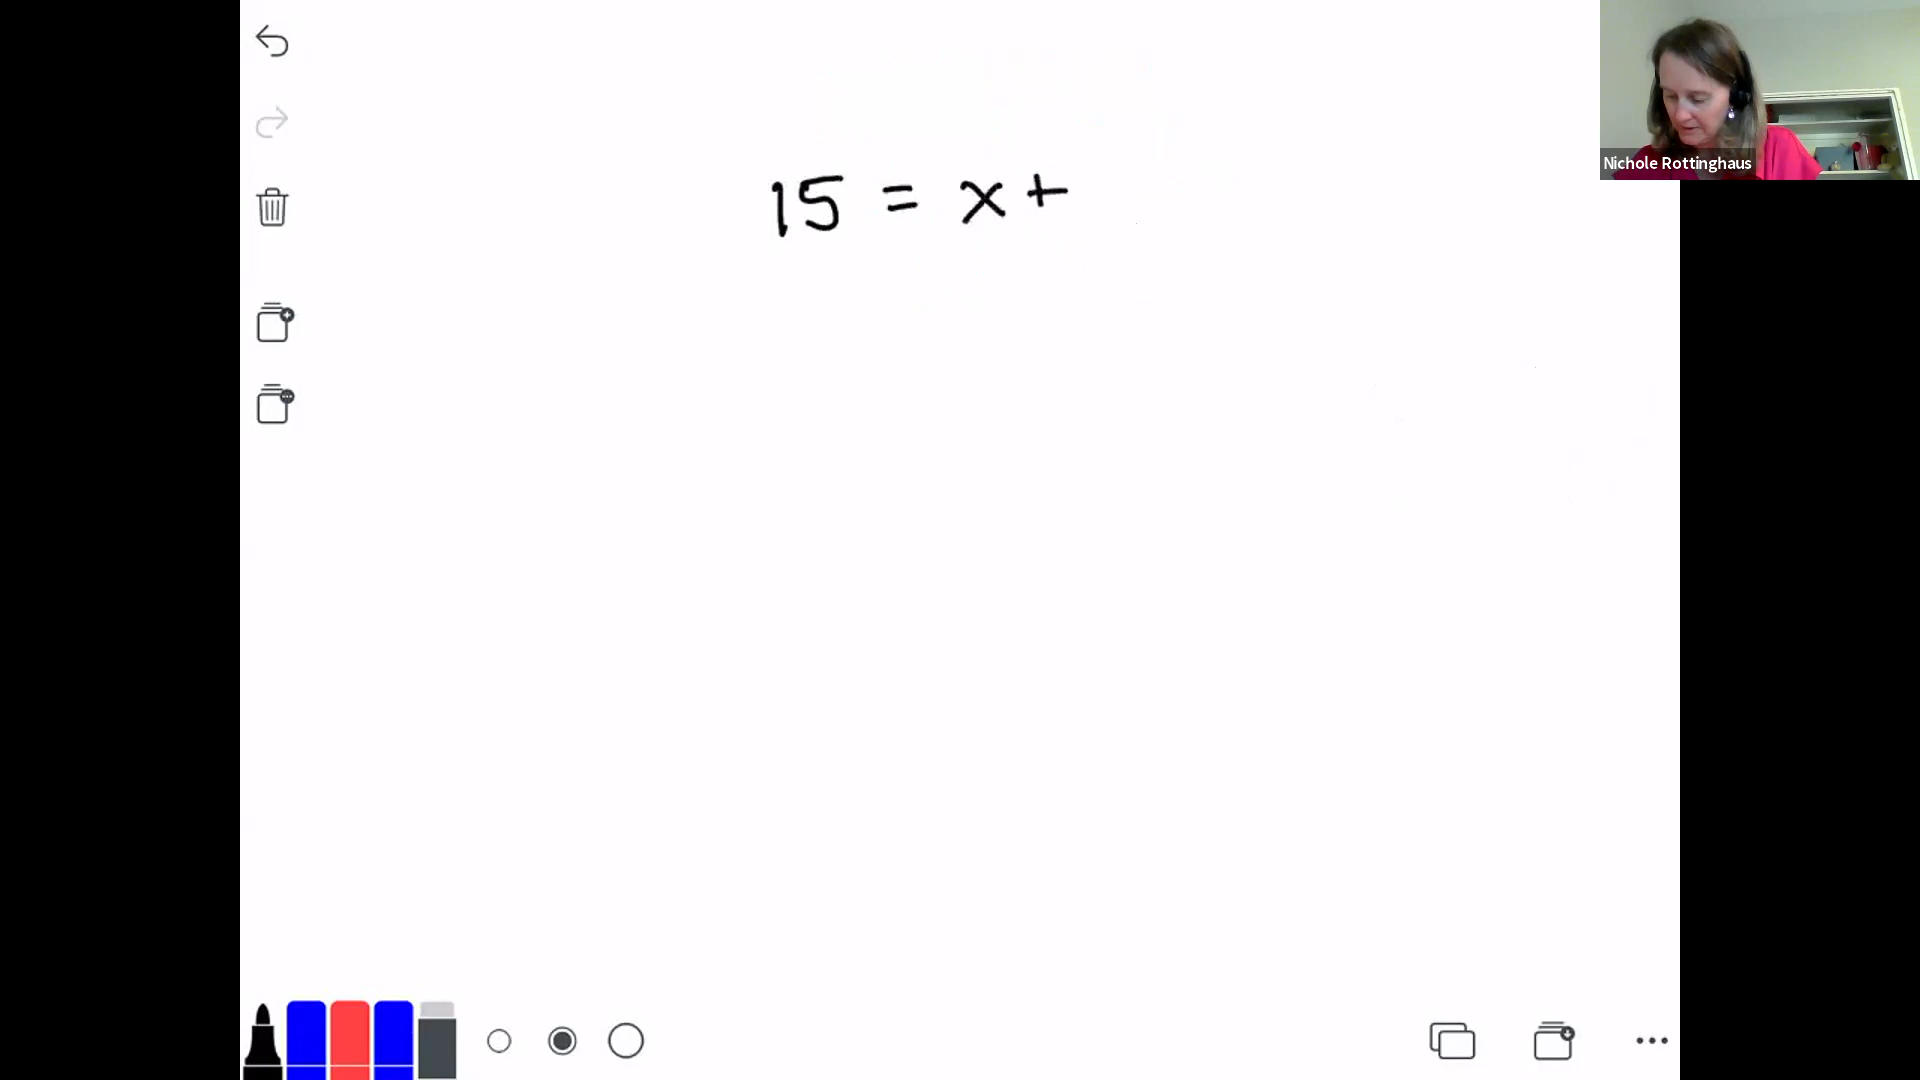 15 = x +
Nichole Rottinghaus